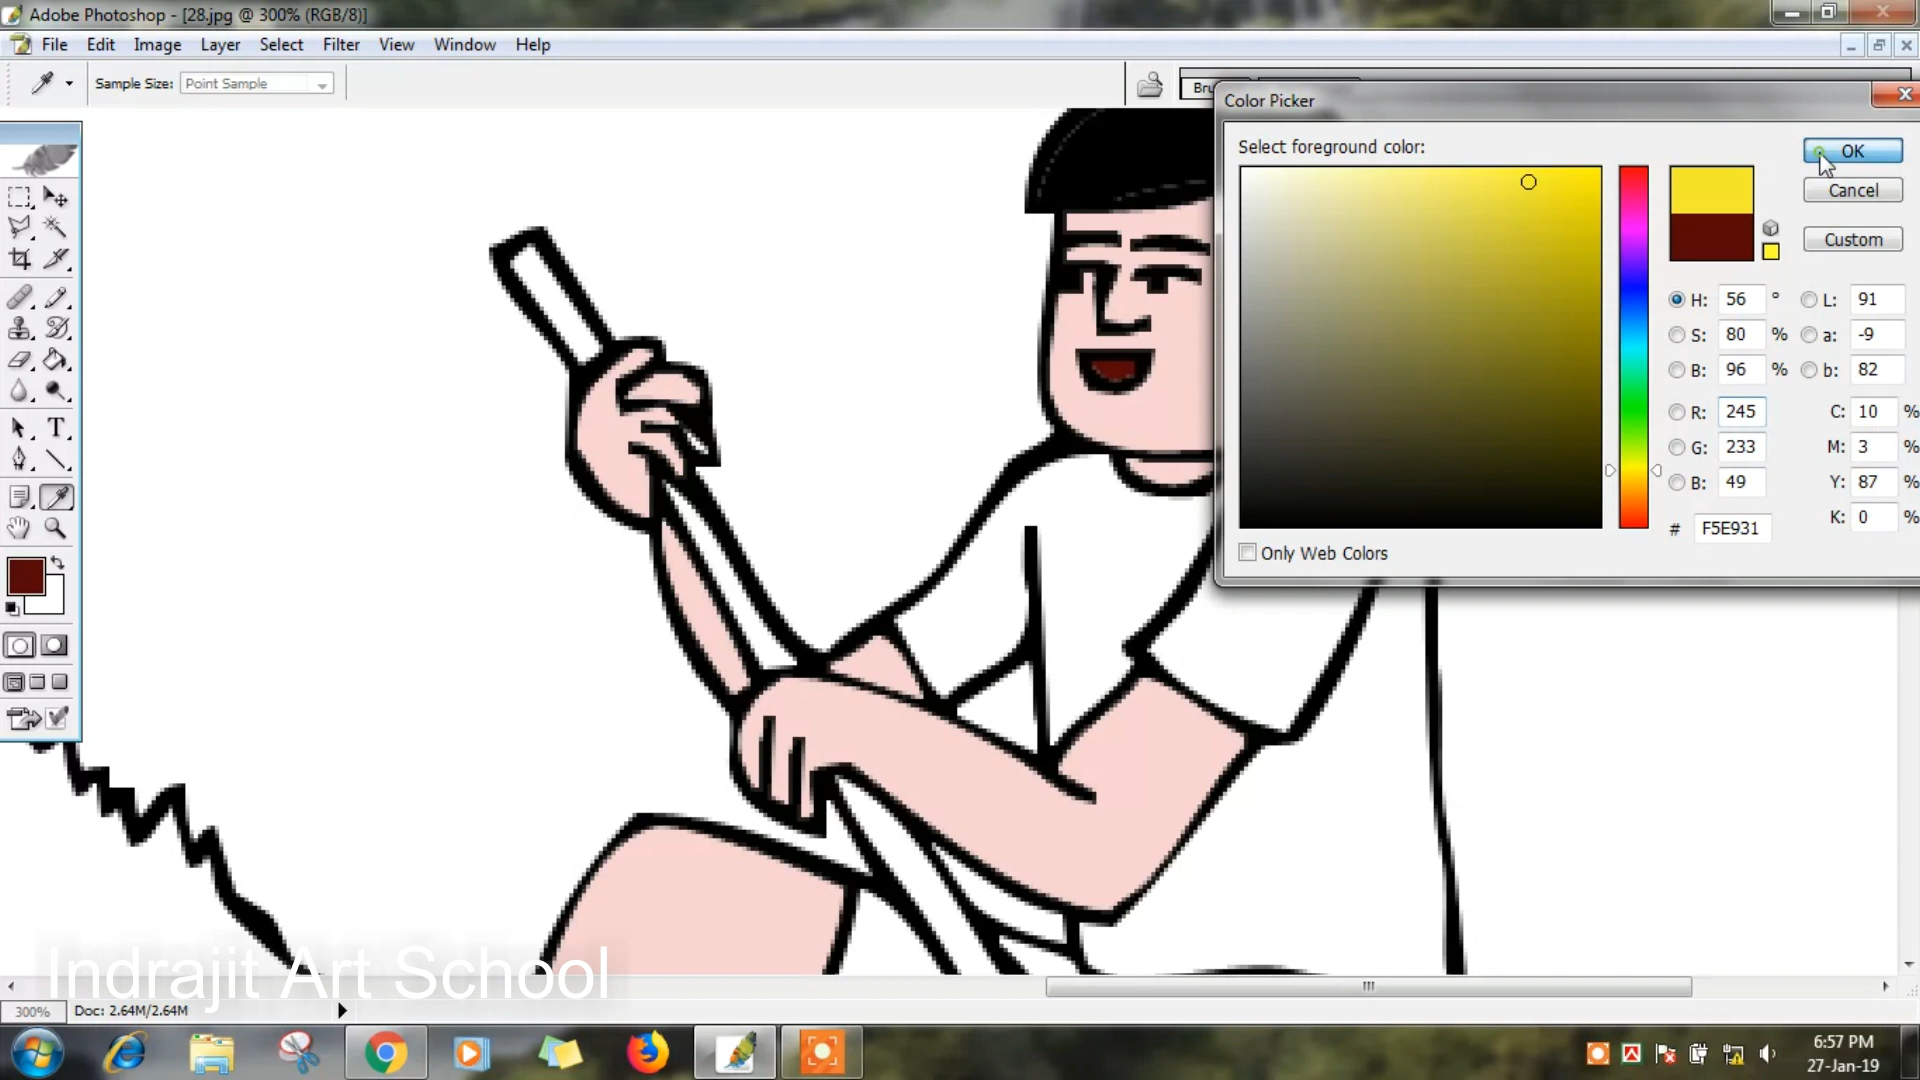 Adobe Photoshop - [28.jpg @ 300% (RGB/8)]
File Edit Image Layer Select Filter View Window Help
Sample Size: Point Sample
Color Picker
Select foreground color:
OK
Cancel
Custom
H: 56 ° L: 91
S: 80 % a: -9
B: 96 % b: 82
R: 245 C: 10 %
G: 233 M: 3 %
B: 49 Y: 87 %
# F5E931 K: 0 %
Only Web Colors
T
Indrajit Art School
300% Doc: 2.64M/2.64M
6:57 PM
27-Jan-19